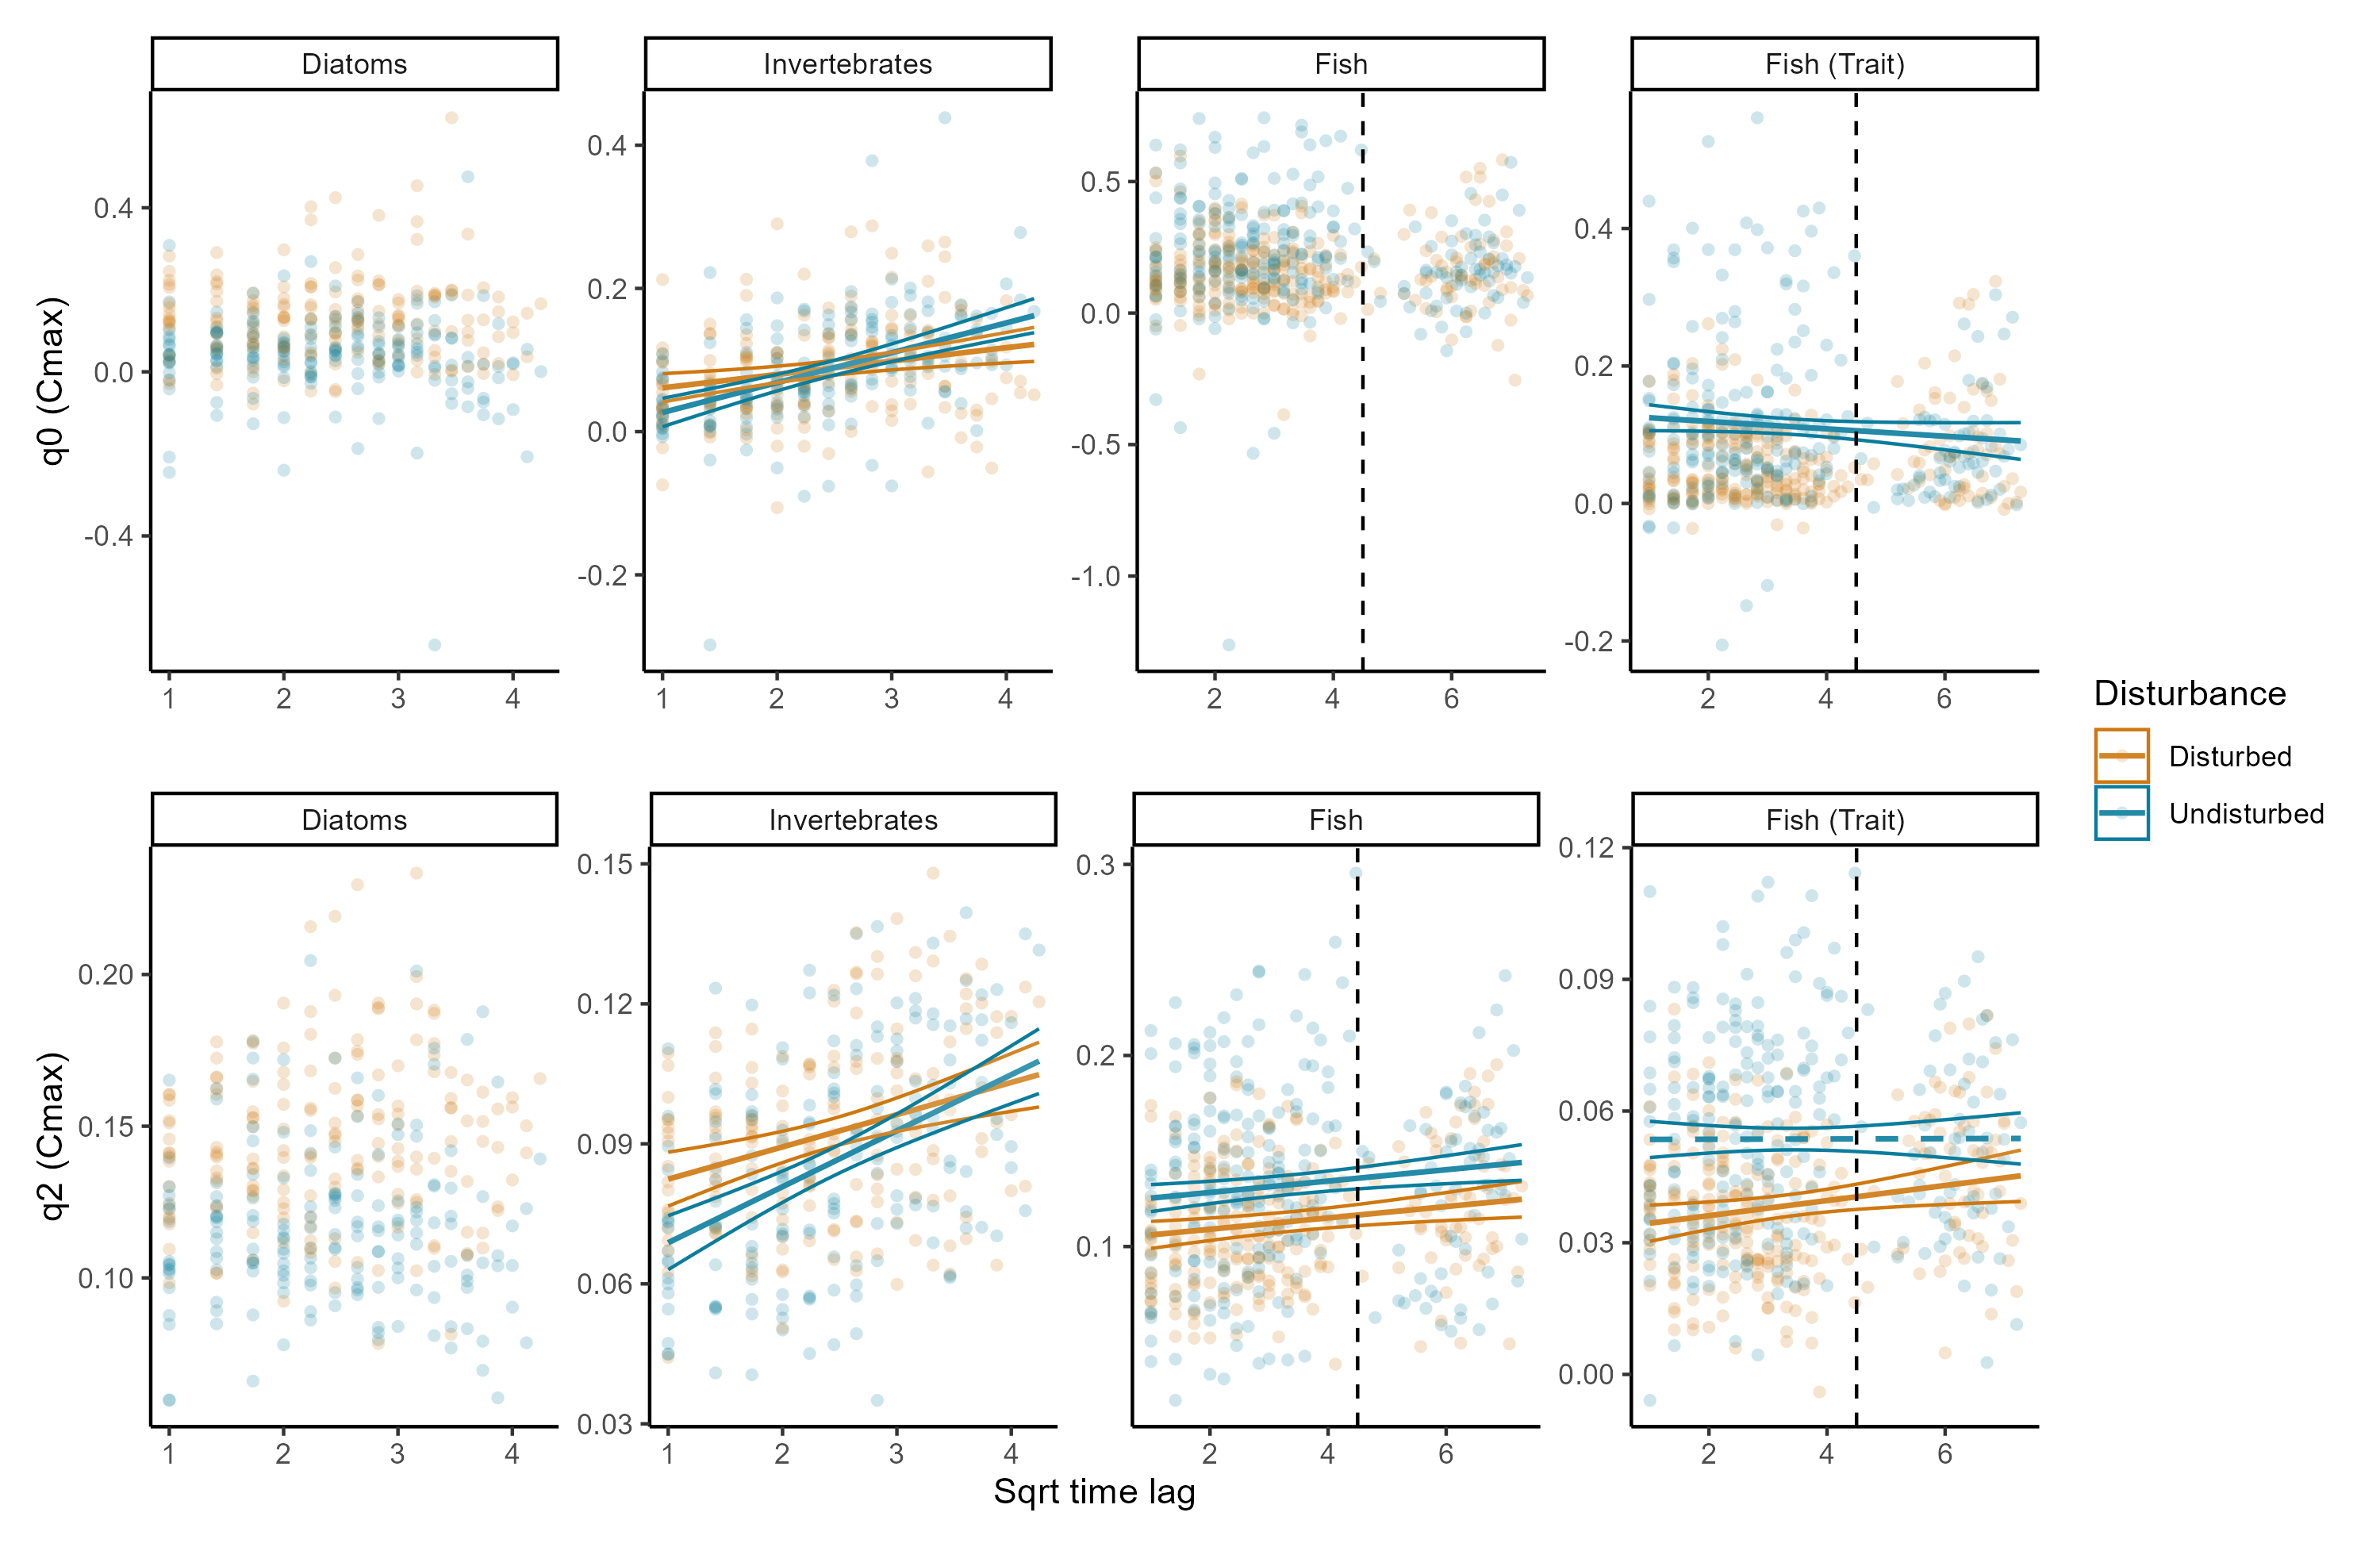 Diatoms Invertebrates Fish Fish (Trait)
q0 (Cmax)
0.4
0.0
-0.4
1 2 3 4
0.4
0.2
0.0
-0.2
1 2 3 4
0.5
0.0
-0.5
-1.0
2 4 6
0.4
0.2
0.0
-0.2
2 4 6
Disturbance
Disturbed
Undisturbed
Diatoms Invertebrates Fish Fish (Trait)
q2 (Cmax)
0.20
0.15
0.10
1 2 3 4
0.15
0.12
0.09
0.06
0.03
1 2 3 4
0.3
0.2
0.1
2 4 6
0.12
0.09
0.06
0.03
0.00
2 4 6
Sqrt time lag